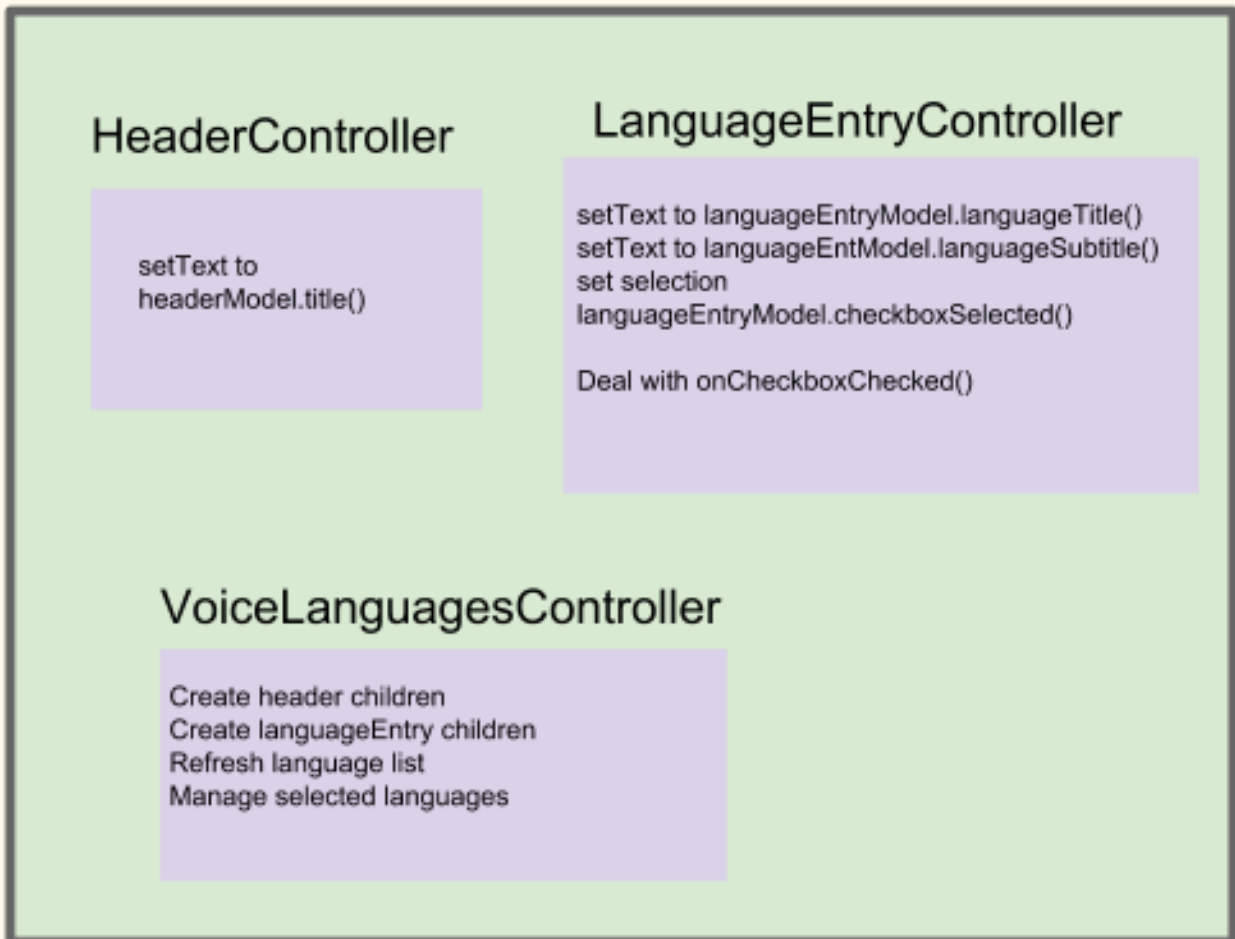 HeaderController
setText to
headerModel.title()
LanguageEntryController
setText to languageEntryModel.languageTitle()
setText to languageEntModel.languageSubtitle()
set selection
languageEntryModel.checkboxSelected()
Deal with onCheckboxChecked()
VoiceLanguagesController
Create header children
Create languageEntry children
Refresh language list
Manage selected languages